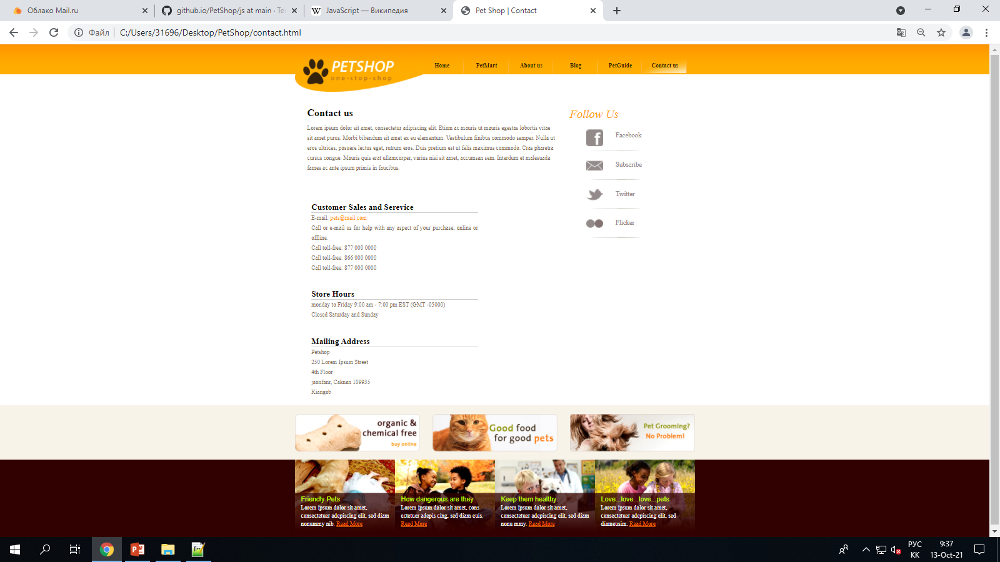 Облако Mail.ru
github.io/PetShop/js at main · Te
JavaScript — Википедия
Pet Shop | Contact
Файл
C:/Users/31696/Desktop/PetShop/contact.html
PETSHOP
one-stop-shop
Home
PetMart
About us
Blog
PetGuide
Contact us
Contact us
Lorem ipsum dolor sit amet, consectetur adipiscing elit. Etiam ac mauris ut mauris egestas lobortis vitae
sit amet purus. Morbi bibendum sit amet ex eu elementum. Vestibulum finibus commodo semper. Nulla ut
eros ultrices, posuere lectus eget, rutrum eros. Duis pretium est ut felis maximus commodo. Cras pharetra
cursus congue. Mauris quis erat ullamcorper, varius nisi sit amet, accumsan sem. Interdum et malesuada
fames ac ante ipsum primis in faucibus.
Customer Sales and Serevice
E-mail: pets@mail.com
Call or e-mail us for help with any aspect of your purchase, online or
offline.
Call toll-free: 877 000 0000
Call toll-free: 866 000 0000
Call toll-free: 877 000 0000
Store Hours
monday to Friday 9:00 am - 7:00 pm EST (GMT -05000)
Closed Saturday and Sunday
Mailing Address
Petshop
250 Lorem Ipsum Street
4th Floor
jaonfanr, Caknan 109935
Kiangab
Follow Us
Facebook
Subscribe
Twitter
Flicker
organic &
chemical free
buy online
Good food
for good pets
Pet Grooming?
No Problem!
Friendly Pets
Lorem ipsum dolor sit amet,
consectetuer adepiscing elit, sed diam
nonummy nib. Read More
How dangerous are they
Lorem ipsum dolor sit amet, cons
ectetuer adepis cing, sed diam euis.
Read More
Keep them healthy
Lorem ipsum dolor sit amet,
consectetuer adepiscing elit, sed diam
nonu mmy. Read More
Love...love...love...pets
Lorem ipsum dolor sit amet,
consectetuer adepiscing elit, sed
diameusim. Read More
РУС
КК
9:37
13-Oct-21